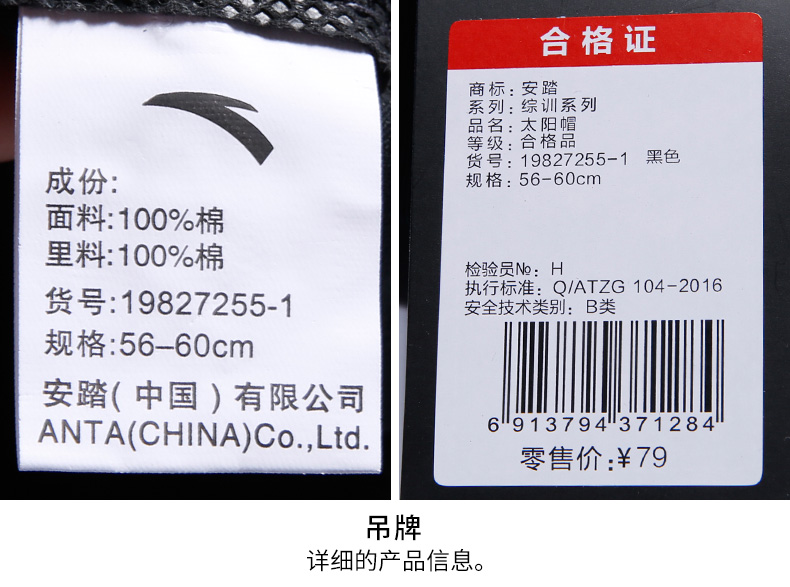 成份:
面料:100%棉
里料:100%棉
货号:19827255-1
规格:56–60cm
安踏(中国)有限公司
ANTA(CHINA)Co.,Ltd.
合格证
商标: 安踏
系列: 综训系列
品名: 太阳帽
等级: 合格品
货号: 19827255-1 黑色
规格: 56-60cm
检验员№: H
执行标准: Q/ATZG 104-2016
安全技术类别: B类
6 913794 371284
零售价:¥79
吊牌
详细的产品信息。